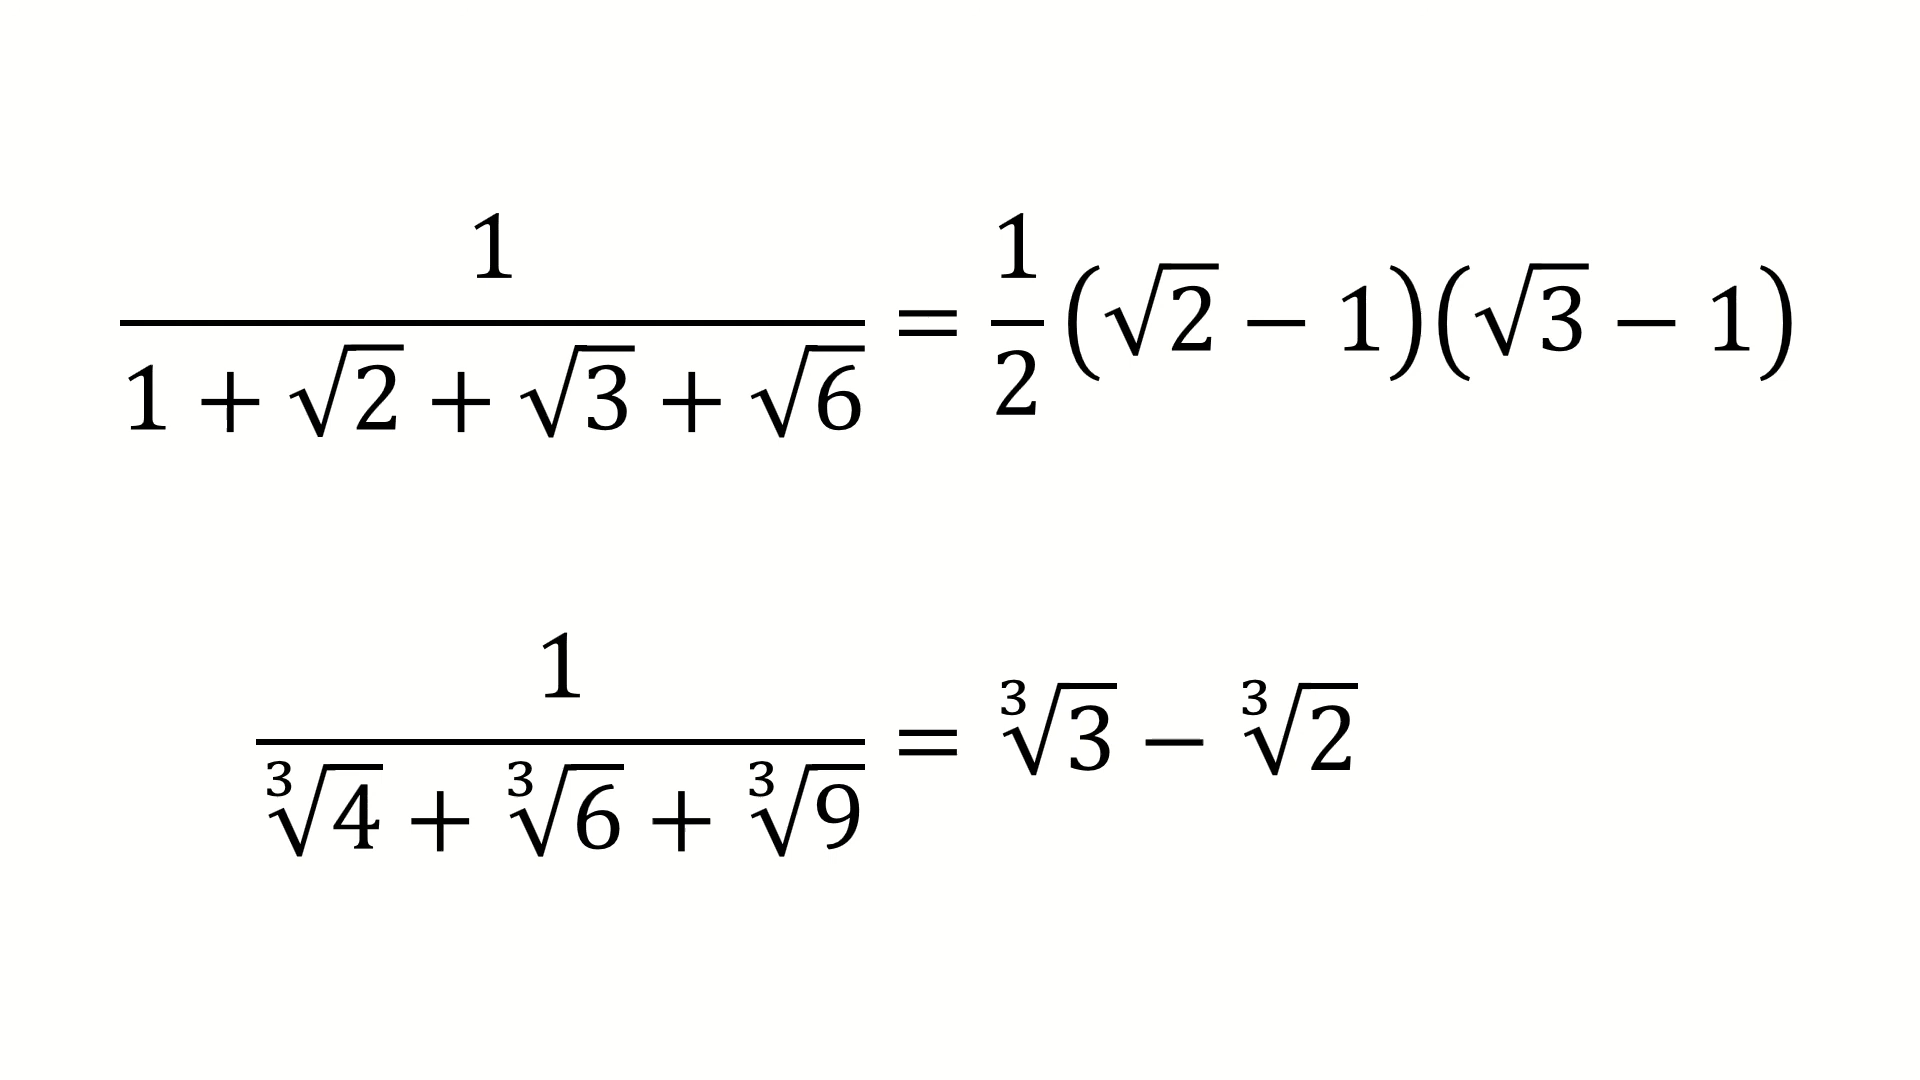 1/(1 + √2 + √3 + √6) = 1/2 (√2 − 1)(√3 − 1)
1/(∛4 + ∛6 + ∛9) = ∛3 − ∛2